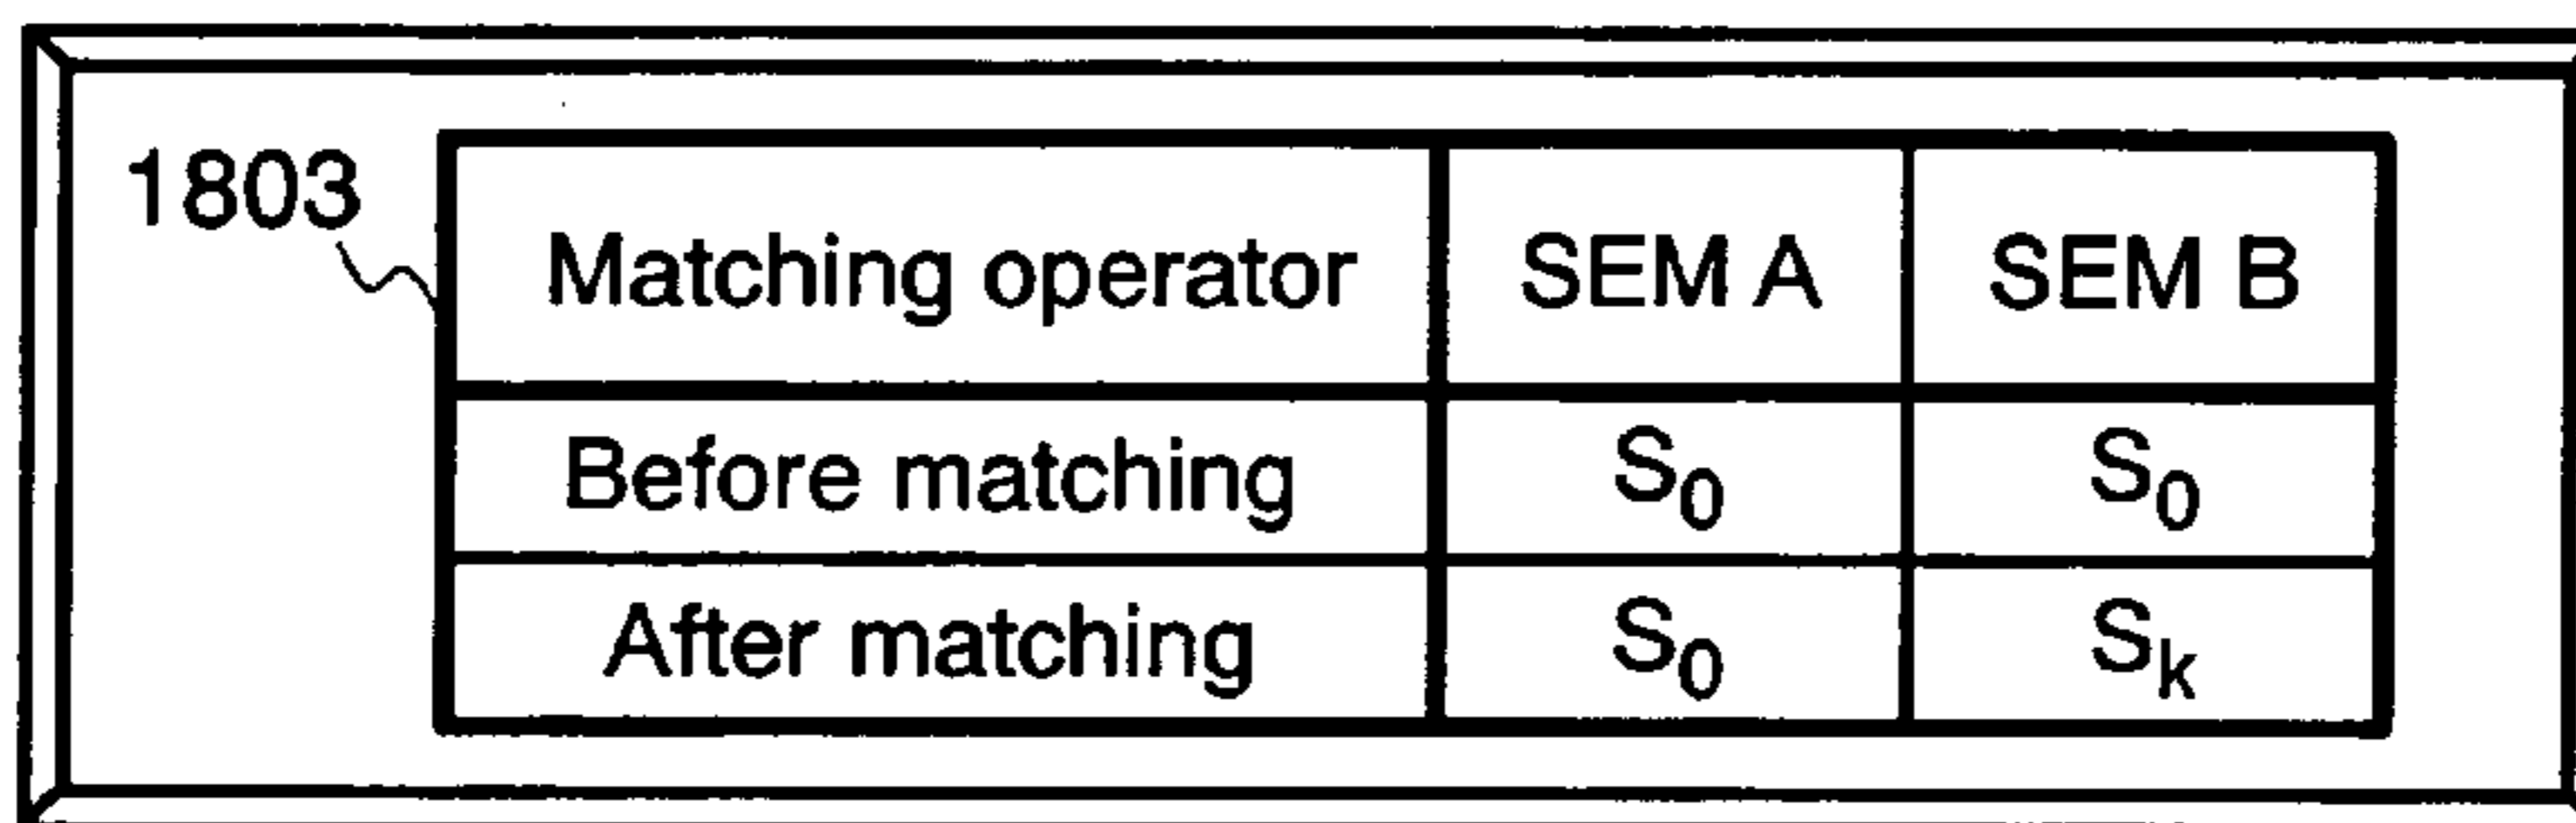 1803
Matching operator SEM A SEM B
Before matching S₀ S₀
After matching S₀ Sₖ